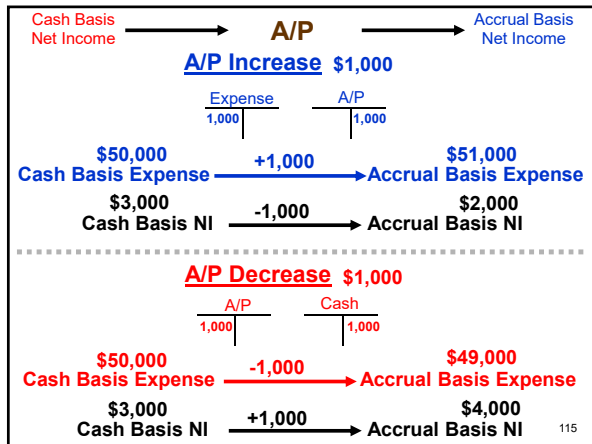 Cash Basis
Net Income
A/P
Accrual Basis
Net Income
A/P Increase $1,000
Expense A/P
1,000 1,000
$50,000 +1,000 $51,000
Cash Basis Expense Accrual Basis Expense
$3,000 -1,000 $2,000
Cash Basis NI Accrual Basis NI
A/P Decrease $1,000
A/P Cash
1,000 1,000
$50,000 -1,000 $49,000
Cash Basis Expense Accrual Basis Expense
$3,000 +1,000 $4,000
Cash Basis NI Accrual Basis NI
115